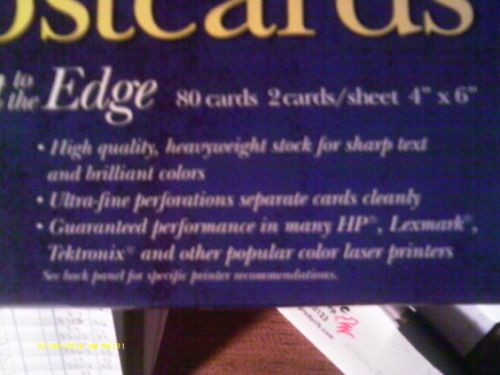 ostcards
to
the Edge 80 cards 2 cards/sheet 4" x 6"
• High quality, heavyweight stock for sharp text
and brilliant colors
• Ultra-fine perforations separate cards cleanly
• Guaranteed performance in many HP®, Lexmark®,
Tektronix® and other popular color laser printers
See back panel for specific printer recommendations.